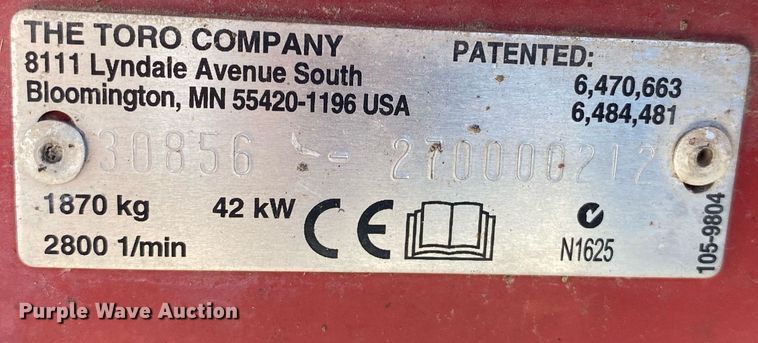 THE TORO COMPANY
8111 Lyndale Avenue South
Bloomington, MN 55420-1196 USA
PATENTED:
6,470,663
6,484,481
30856 - 270000212
1870 kg 42 kW
2800 1/min
CE
N1625
105-9804
Purple Wave Auction